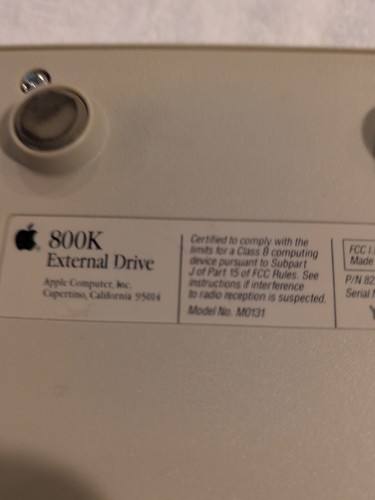 800K
External Drive
Apple Computer, Inc.
Cupertino, California 95014
Certified to comply with the
limits for a Class B computing
device pursuant to Subpart
J of Part 15 of FCC Rules. See
instructions if interference
to radio reception is suspected.
Model No. M0131
FCC I
Made
P/N 82
Serial